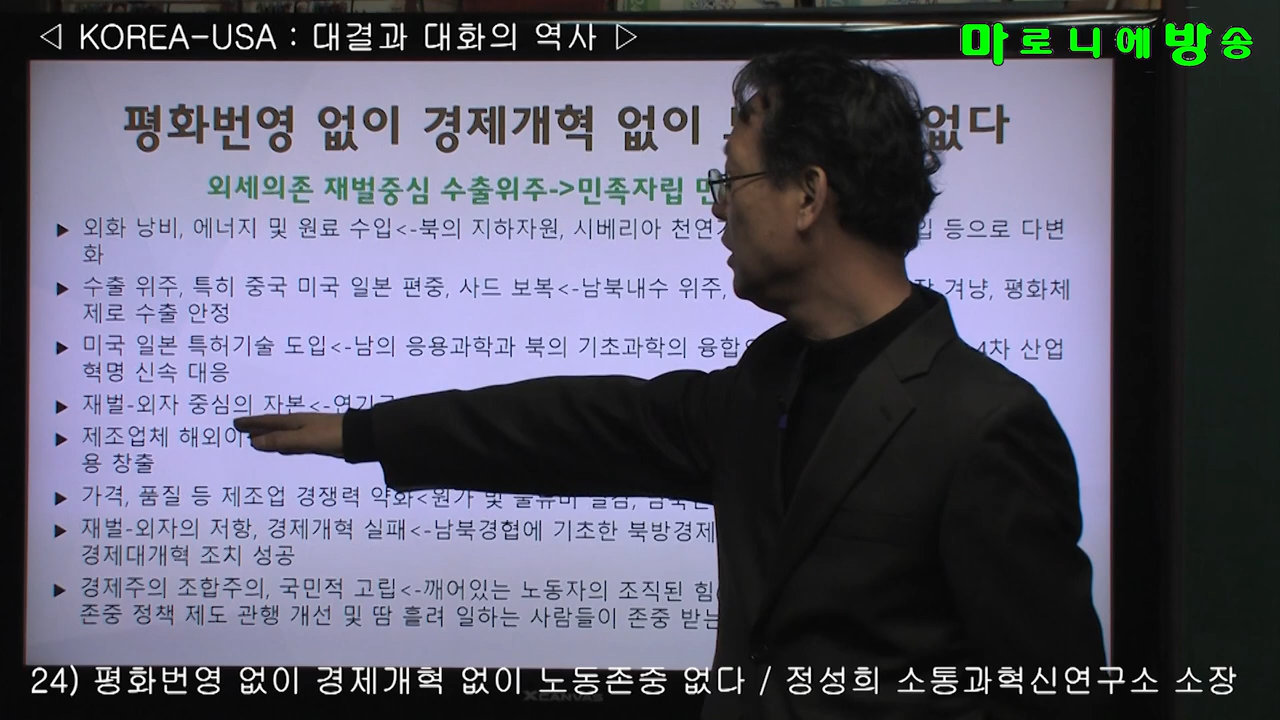 ◁ KOREA-USA : 대결과 대화의 역사 ▷
마로니에방송
평화번영 없이 경제개혁 없이 없다
외세의존 재벌중심 수출위주->민족자립
▶ 외화 낭비, 에너지 및 원료 수입<-북의 지하자원, 시베리아 등으로 다변
화
▶ 수출 위주, 특히 중국 미국 일본 편중, 사드 보복<-남북내수 위주, 겨냥, 평화체
제로 수출 안정
▶ 미국 일본 특허기술 도입<-남의 응용과학과 북의 기초과학의 4차 산업
혁명 신속 대응
▶ 재벌-외자 중심의 자본<-
▶ 제조업체
용 창출
▶ 가격, 품질 등 제조업 경쟁력 약화<
▶ 재벌-외자의 저항, 경제개혁 실패<-남북경협에 기초한 북방경제
경제대개혁 조치 성공
▶ 경제주의 조합주의, 국민적 고립<-깨어있는 노동자의 조직된
존중 정책 제도 관행 개선 및 땀 흘려 일하는 사람들이 존중 받는
24) 평화번영 없이 경제개혁 없이 노동존중 없다 / 정성희 소통과혁신연구소 소장
XCANVAS